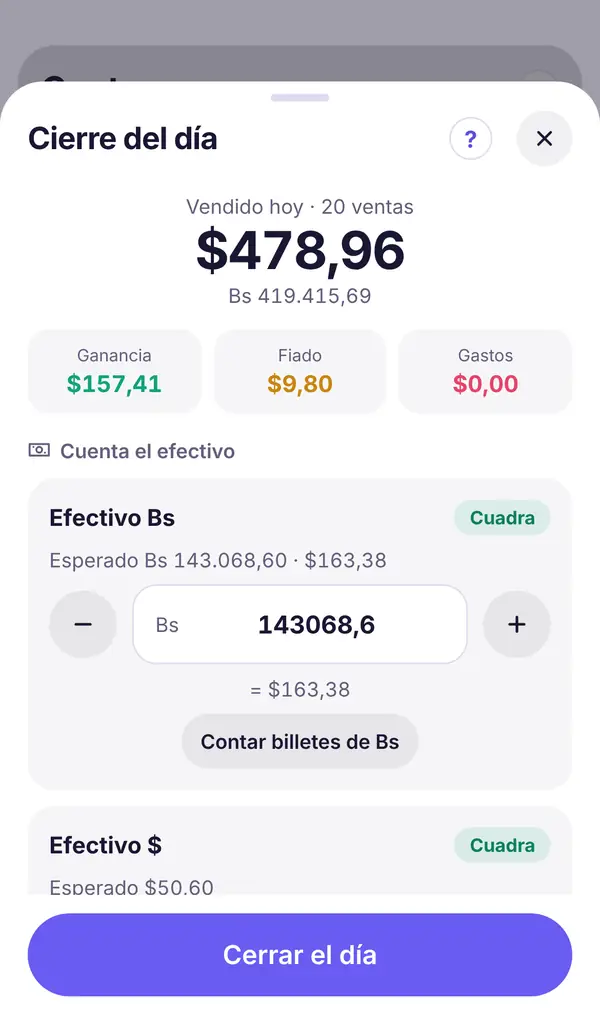 Cierre del día
?
Vendido hoy · 20 ventas
$478,96
Bs 419.415,69
Ganancia
$157,41
Fiado
$9,80
Gastos
$0,00
Cuenta el efectivo
Efectivo Bs
Cuadra
Esperado Bs 143.068,60 · $163,38
− Bs 143068,6 +
= $163,38
Contar billetes de Bs
Efectivo $
Cuadra
Esperado $50,60
Cerrar el día